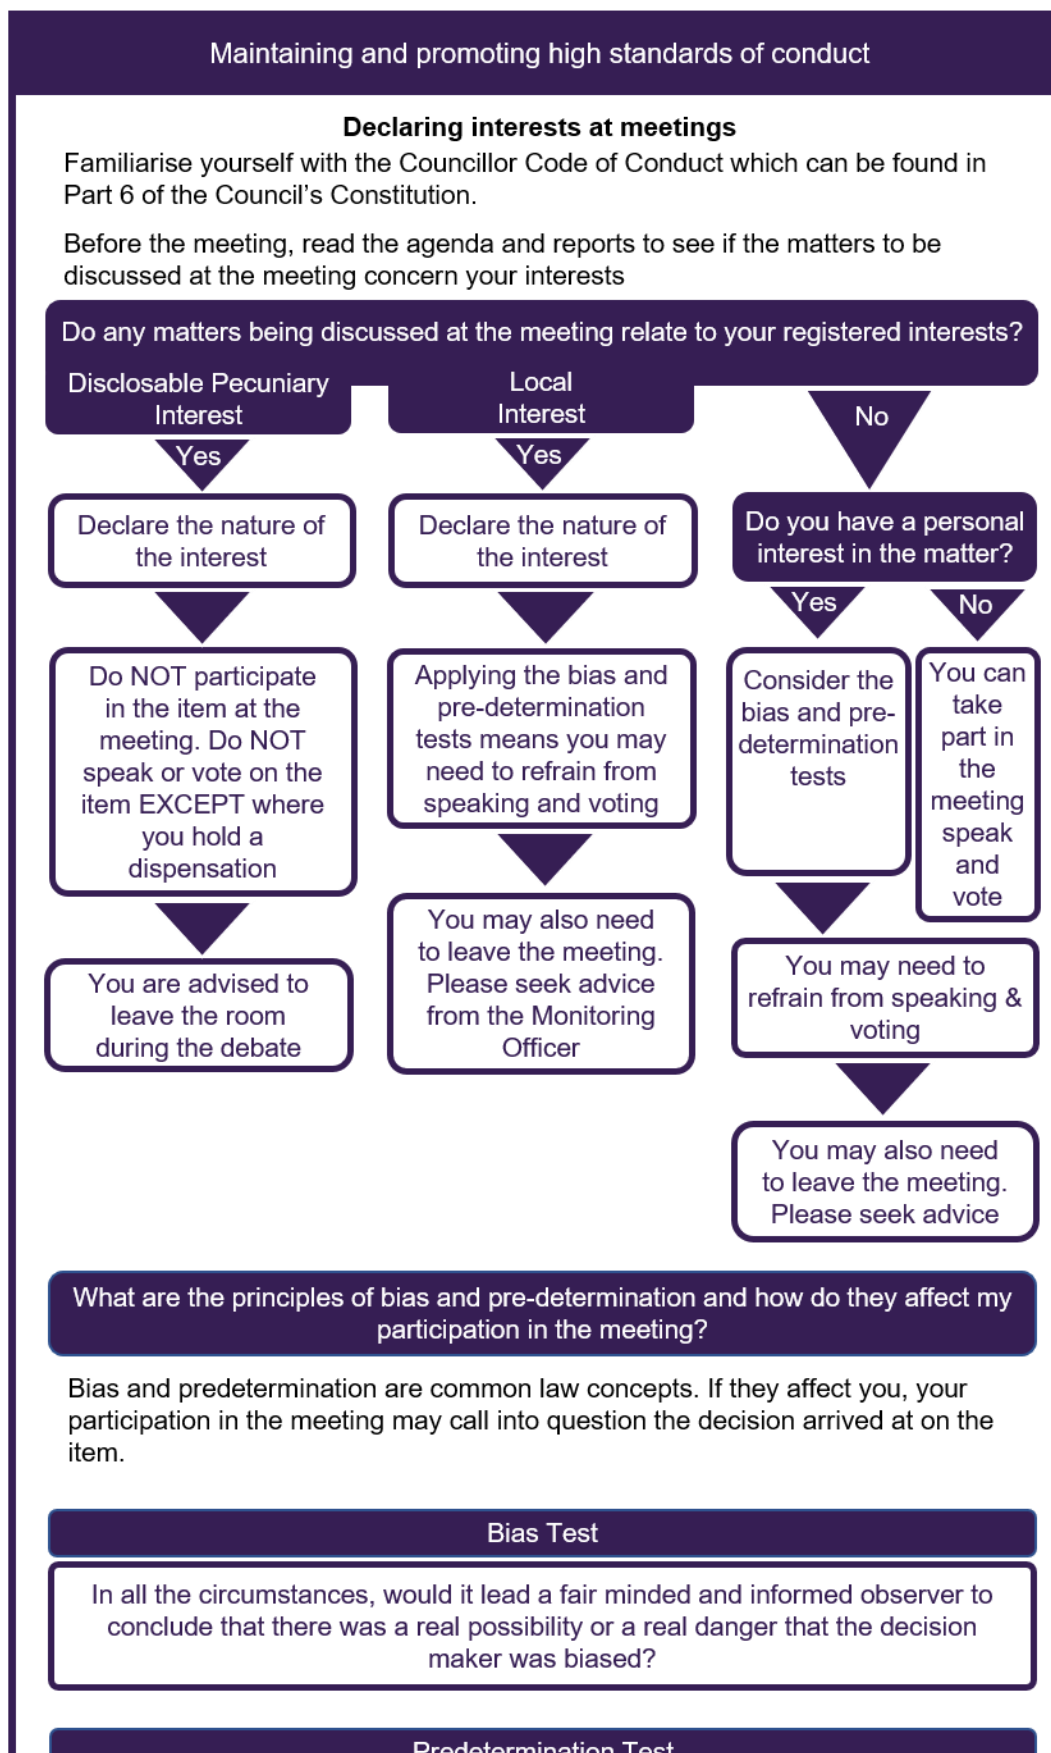 Maintaining and promoting high standards of conduct
Declaring interests at meetings
Familiarise yourself with the Councillor Code of Conduct which can be found in
Part 6 of the Council's Constitution.
Before the meeting, read the agenda and reports to see if the matters to be
discussed at the meeting concern your interests
Do any matters being discussed at the meeting relate to your registered interests?
Disclosable Pecuniary
Interest
Yes
Declare the nature of
the interest
Do NOT participate
in the item at the
meeting. Do NOT
speak or vote on the
item EXCEPT where
you hold a
dispensation
You are advised to
leave the room
during the debate
Local
Interest
Yes
Declare the nature of
the interest
Applying the bias and
pre-determination
tests means you may
need to refrain from
speaking and voting
You may also need
to leave the meeting.
Please seek advice
from the Monitoring
Officer
No
Do you have a personal
interest in the matter?
Yes
Consider the
bias and pre-
determination
tests
You may need to
refrain from speaking &
voting
You may also need
to leave the meeting.
Please seek advice
No
You can
take
part in
the
meeting
speak
and
vote
What are the principles of bias and pre-determination and how do they affect my
participation in the meeting?
Bias and predetermination are common law concepts. If they affect you, your
participation in the meeting may call into question the decision arrived at on the
item.
Bias Test
In all the circumstances, would it lead a fair minded and informed observer to
conclude that there was a real possibility or a real danger that the decision
maker was biased?
Predetermination Test